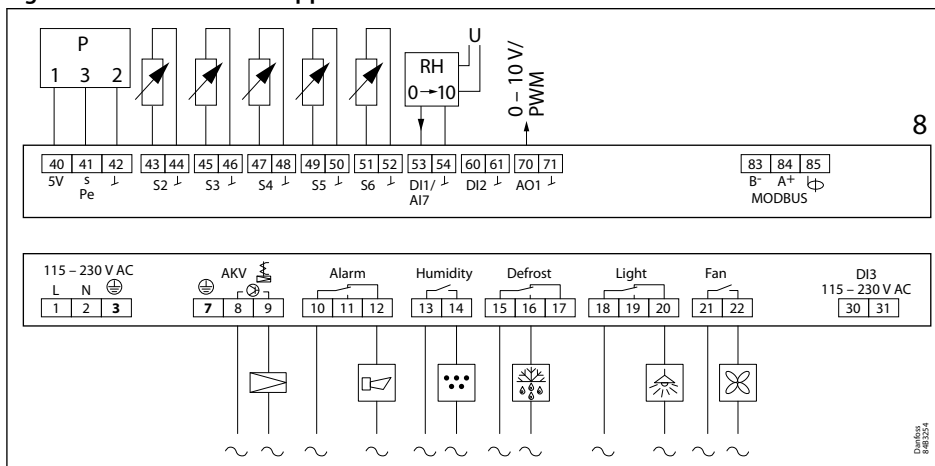 P
1 3 2
U
RH
0→10
0 – 10 V/
PWM
8
40 41 42 43 44 45 46 47 48 49 50 51 52 53 54 60 61 70 71 83 84 85
5V s S2 S3 S4 S5 S6 DI1/ DI2 AO1 B- A+
Pe AI7 MODBUS
115 – 230 V AC AKV Alarm Humidity Defrost Light Fan DI3
L N 115 – 230 V AC
1 2 3 7 8 9 10 11 12 13 14 15 16 17 18 19 20 21 22 30 31
Danfoss
84B3254